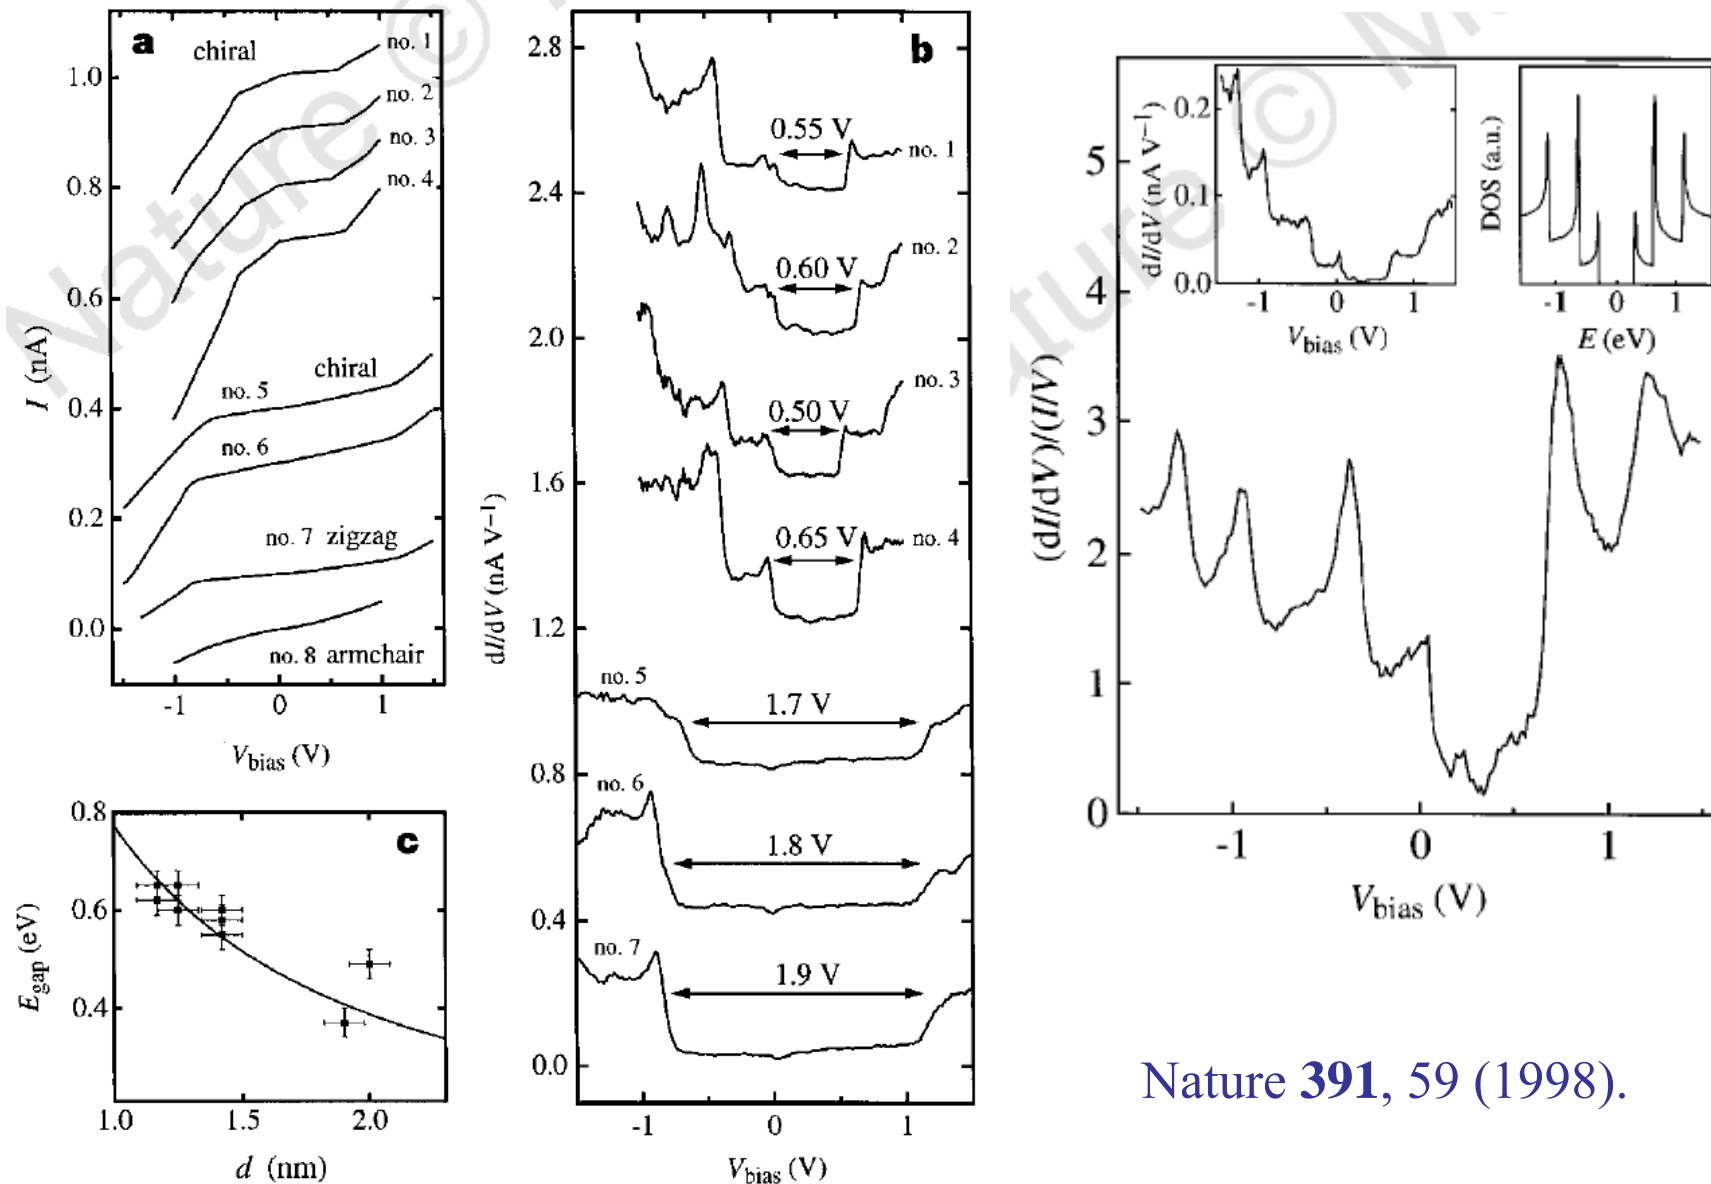 a
chiral
no. 1
no. 2
no. 3
no. 4
chiral
no. 5
no. 6
no. 7 zigzag
no. 8 armchair
1.0
0.8
0.6
0.4
0.2
0.0
I (nA)
-1 0 1
V_bias (V)
b
2.8
2.4
2.0
1.6
1.2
0.8
0.4
0.0
dI/dV (nA V⁻¹)
0.55 V
no. 1
0.60 V
no. 2
0.50 V
no. 3
0.65 V
no. 4
no. 5
1.7 V
no. 6
1.8 V
no. 7
1.9 V
-1 0 1
V_bias (V)
c
0.8
0.6
0.4
E_gap (eV)
1.0 1.5 2.0
d (nm)
5
4
3
2
1
0
(dI/dV)/(I/V)
-1 0 1
V_bias (V)
0.2
0.1
0.0
dI/dV (nA V⁻¹)
-1 0 1
V_bias (V)
DOS (a.u.)
-1 0 1
E (eV)
Nature ©
Nature © M
Nature 391, 59 (1998).